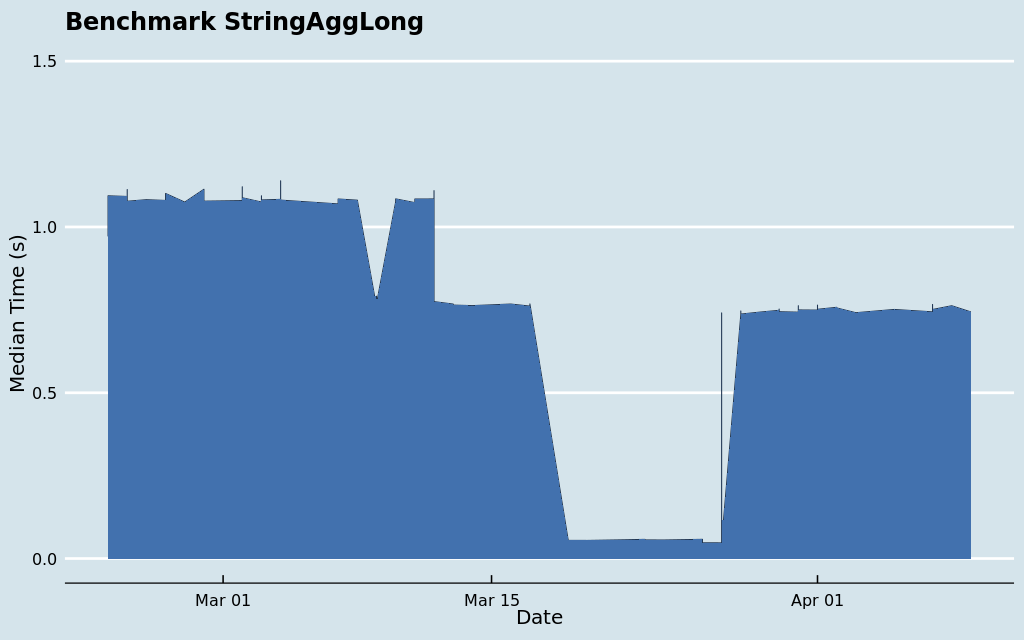 Benchmark StringAggLong
1.5
1.0
0.5
0.0
Median Time (s)
Mar 01
Mar 15
Apr 01
Date